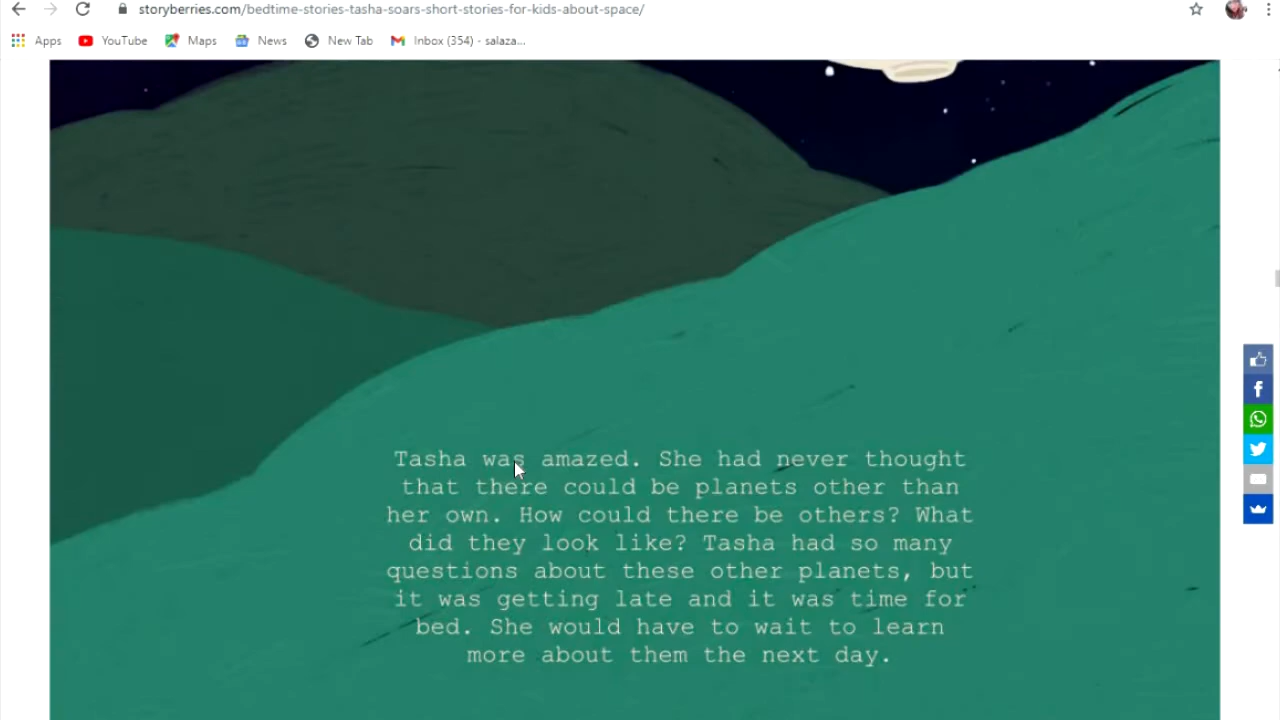 storyberries.com/bedtime-stories-tasha-soars-short-stories-for-kids-about-space/
Apps YouTube Maps News New Tab Inbox (354) - salaza...
Tasha was amazed. She had never thought
that there could be planets other than
her own. How could there be others? What
did they look like? Tasha had so many
questions about these other planets, but
it was getting late and it was time for
bed. She would have to wait to learn
more about them the next day.